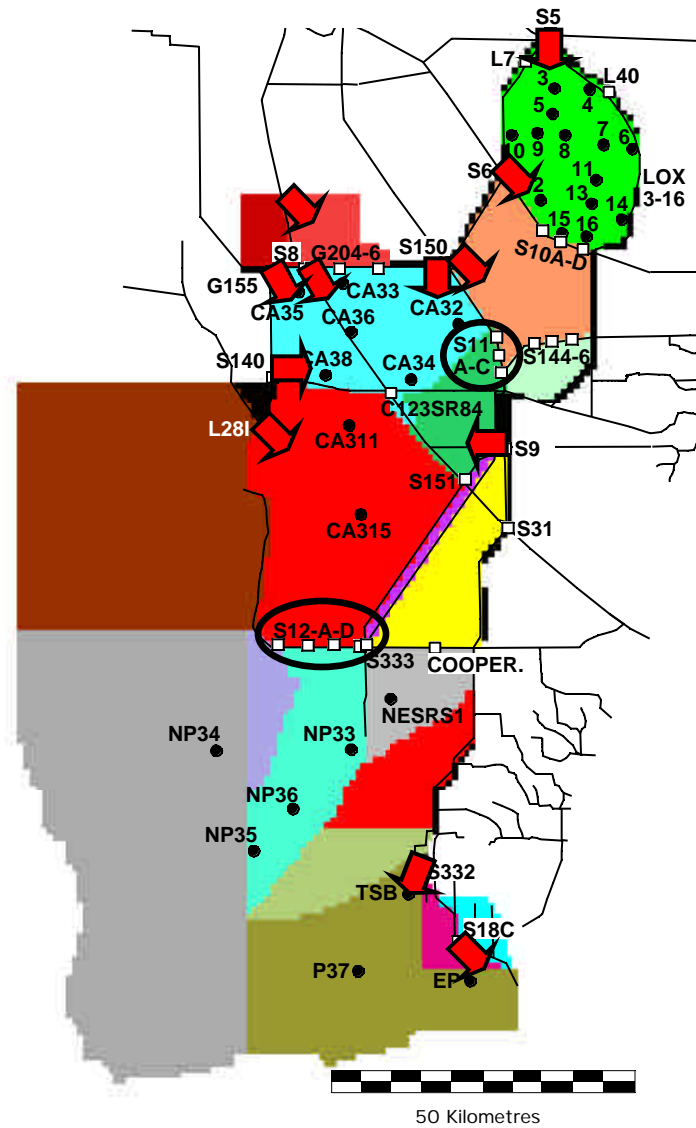 S5
L7
L40
3
4
5
7
6
0
9
8
S6
11
LOX
3-16
2
13
14
15
16
S10A-D
S8
G204-6
S150
G155
CA35
CA33
CA32
CA36
S11
A-C
S144-6
S140
CA38
CA34
C123SR84
L28I
CA311
S9
S151
CA315
S31
S12-A-D
S333
COOPER.
NESRS1
NP34
NP33
NP36
NP35
S332
TSB
S18C
P37
EP
50 Kilometres